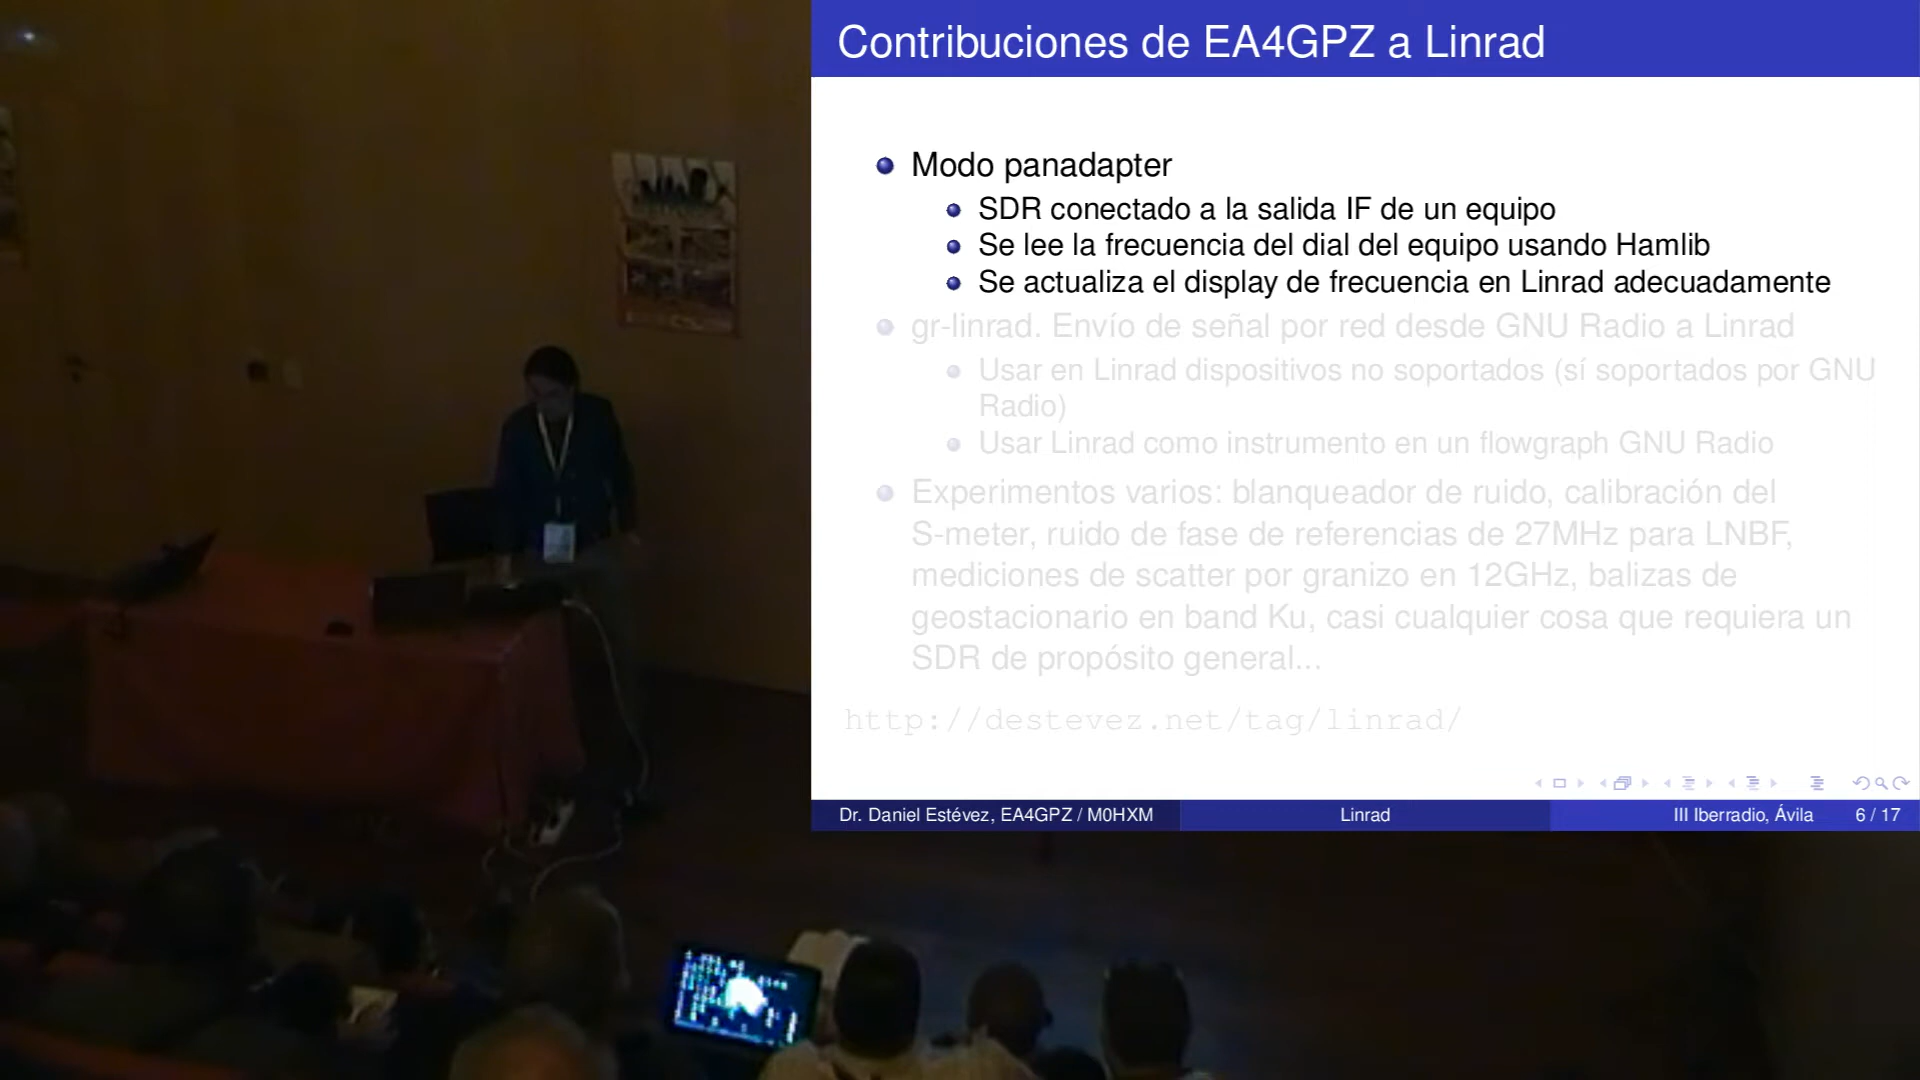 Contribuciones de EA4GPZ a Linrad
Modo panadapter
SDR conectado a la salida IF de un equipo
Se lee la frecuencia del dial del equipo usando Hamlib
Se actualiza el display de frecuencia en Linrad adecuadamente
gr-linrad. Envío de señal por red desde GNU Radio a Linrad
Usar en Linrad dispositivos no soportados (sí soportados por GNU
Radio)
Usar Linrad como instrumento en un flowgraph GNU Radio
Experimentos varios: blanqueador de ruido, calibración del
S-meter, ruido de fase de referencias de 27MHz para LNBF,
mediciones de scatter por granizo en 12GHz, balizas de
geostacionario en band Ku, casi cualquier cosa que requiera un
SDR de propósito general...
http://destevez.net/tag/linrad/
Dr. Daniel Estévez, EA4GPZ / M0HXM Linrad III Iberradio, Ávila 6 / 17